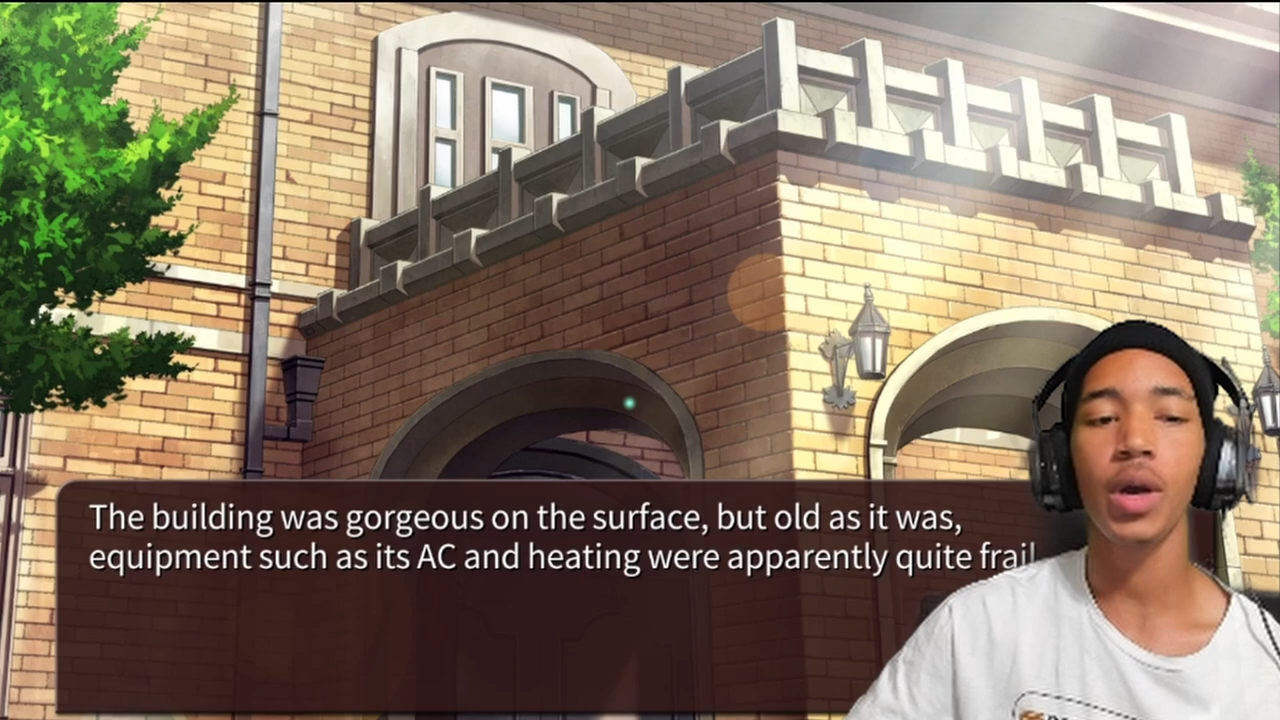 The building was gorgeous on the surface, but old as it was,
equipment such as its AC and heating were apparently quite frail